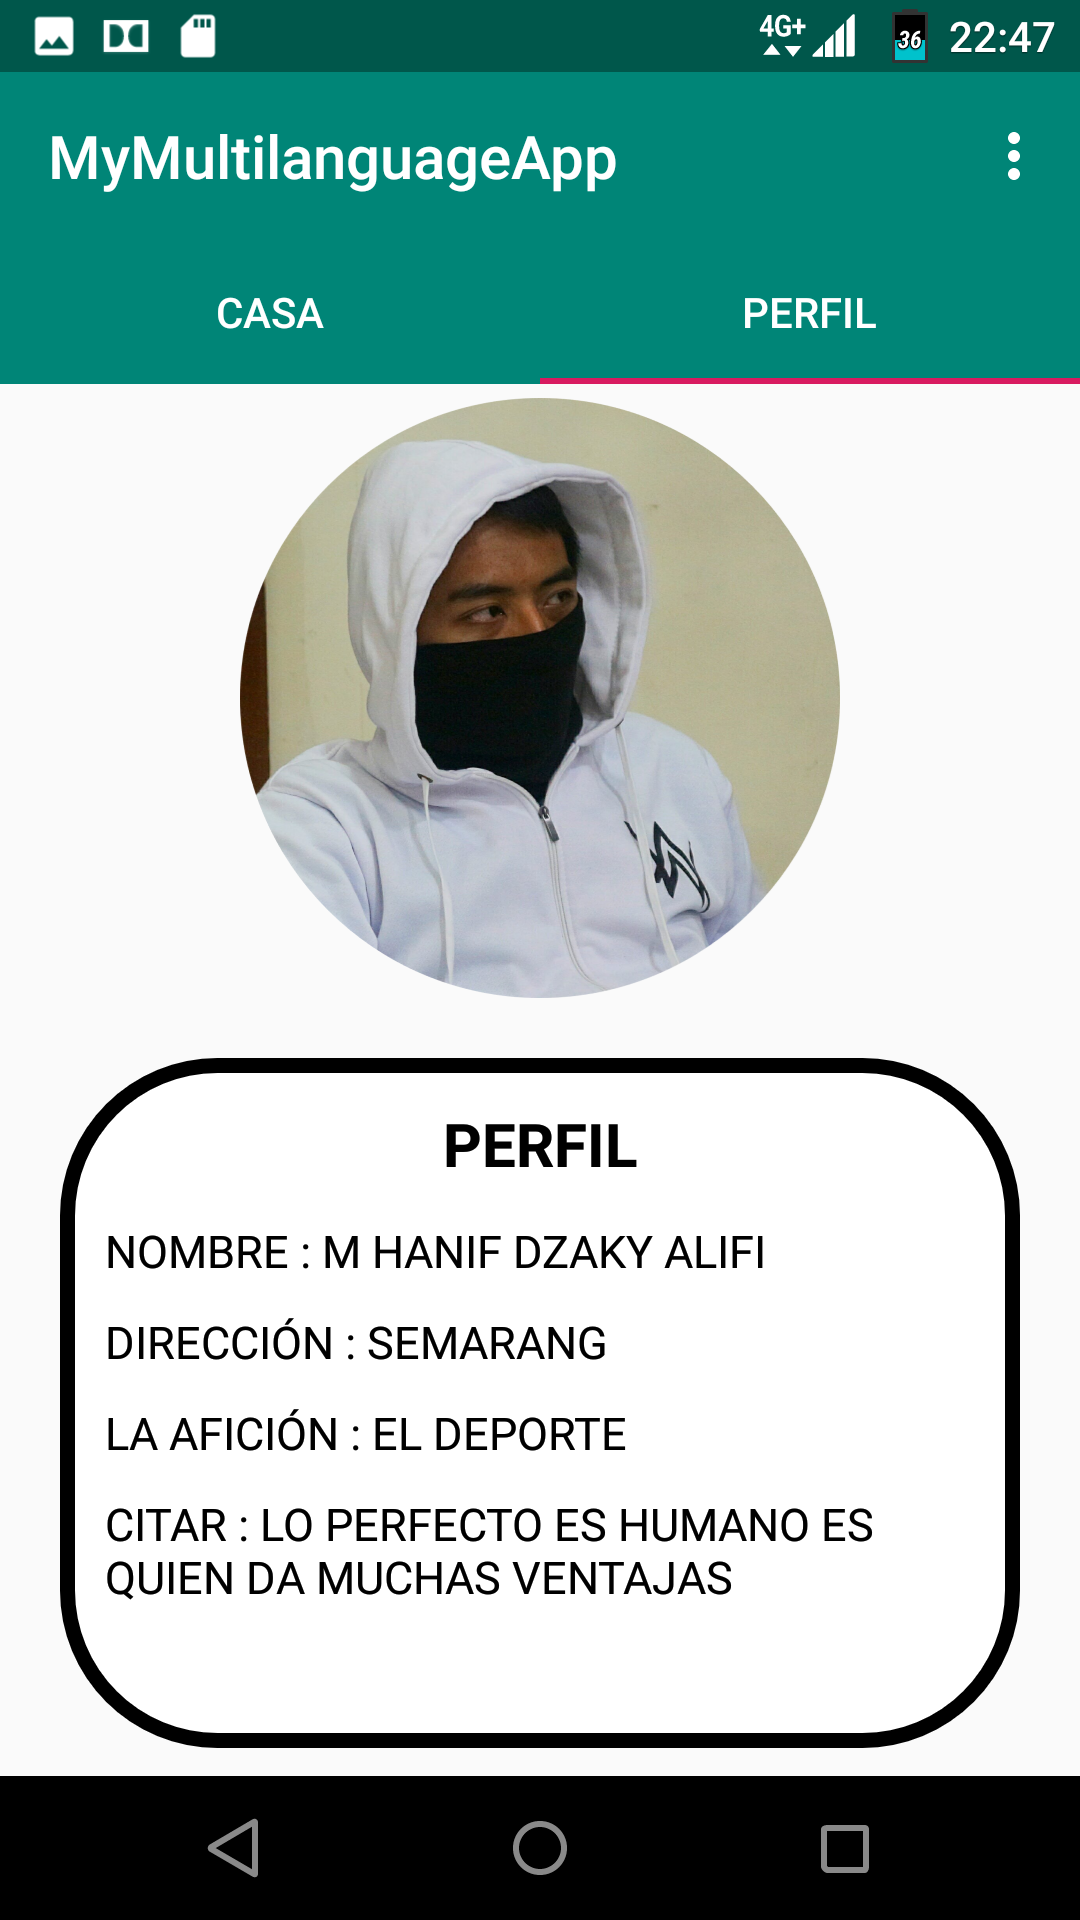 4G+ 36 22:47
MyMultilanguageApp
CASA PERFIL
PERFIL
NOMBRE : M HANIF DZAKY ALIFI
DIRECCIÓN : SEMARANG
LA AFICIÓN : EL DEPORTE
CITAR : LO PERFECTO ES HUMANO ES
QUIEN DA MUCHAS VENTAJAS